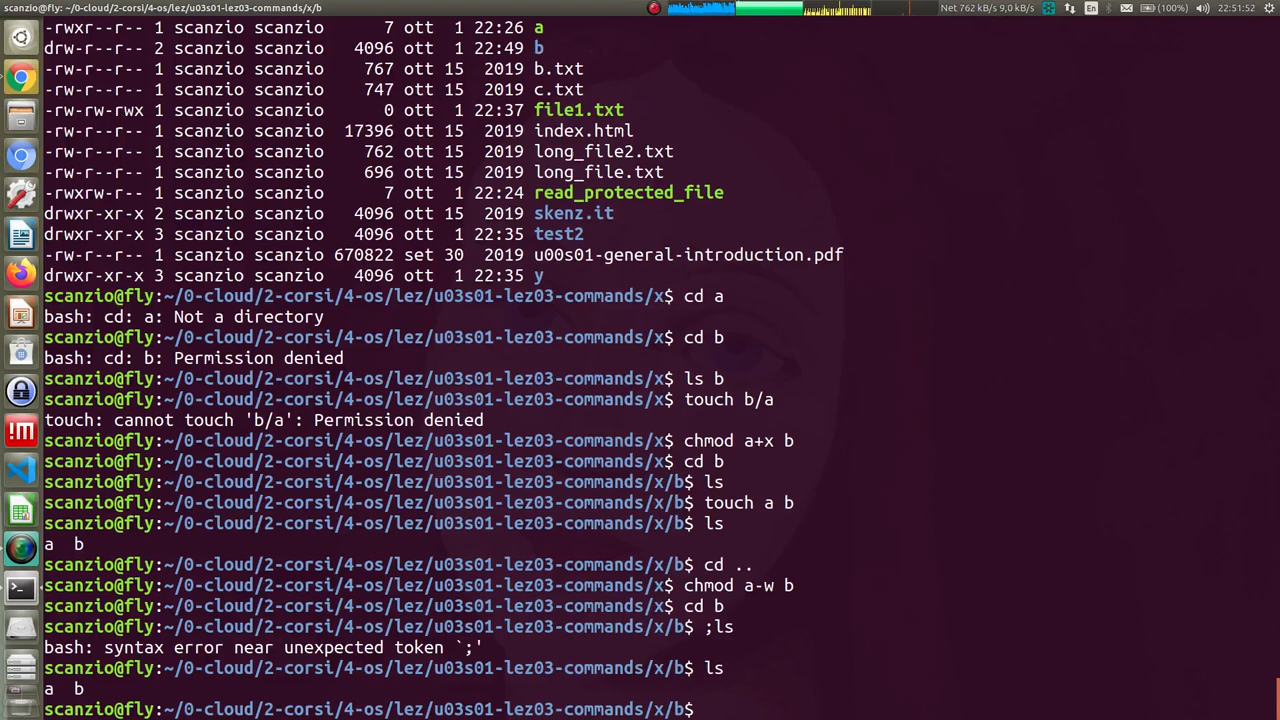 scanzio@fly: ~/0-cloud/2-corsi/4-os/lez/u03s01-lez03-commands/x/b
Net 762 kB/s 9,0 kB/s En (100%) 22:51:52
-rwxr--r-- 1 scanzio scanzio      7 ott  1 22:26 a
drw-r--r-- 2 scanzio scanzio   4096 ott  1 22:49 b
-rw-r--r-- 1 scanzio scanzio    767 ott 15  2019 b.txt
-rw-r--r-- 1 scanzio scanzio    747 ott 15  2019 c.txt
-rw-rw-rwx 1 scanzio scanzio      0 ott  1 22:37 file1.txt
-rw-r--r-- 1 scanzio scanzio  17396 ott 15  2019 index.html
-rw-r--r-- 1 scanzio scanzio    762 ott 15  2019 long_file2.txt
-rw-r--r-- 1 scanzio scanzio    696 ott 15  2019 long_file.txt
-rwxrw-r-- 1 scanzio scanzio      7 ott  1 22:24 read_protected_file
drwxr-xr-x 2 scanzio scanzio   4096 ott 15  2019 skenz.it
drwxr-xr-x 3 scanzio scanzio   4096 ott  1 22:35 test2
-rw-r--r-- 1 scanzio scanzio 670822 set 30  2019 u00s01-general-introduction.pdf
drwxr-xr-x 3 scanzio scanzio   4096 ott  1 22:35 y
scanzio@fly:~/0-cloud/2-corsi/4-os/lez/u03s01-lez03-commands/x$ cd a
bash: cd: a: Not a directory
scanzio@fly:~/0-cloud/2-corsi/4-os/lez/u03s01-lez03-commands/x$ cd b
bash: cd: b: Permission denied
scanzio@fly:~/0-cloud/2-corsi/4-os/lez/u03s01-lez03-commands/x$ ls b
scanzio@fly:~/0-cloud/2-corsi/4-os/lez/u03s01-lez03-commands/x$ touch b/a
touch: cannot touch 'b/a': Permission denied
scanzio@fly:~/0-cloud/2-corsi/4-os/lez/u03s01-lez03-commands/x$ chmod a+x b
scanzio@fly:~/0-cloud/2-corsi/4-os/lez/u03s01-lez03-commands/x$ cd b
scanzio@fly:~/0-cloud/2-corsi/4-os/lez/u03s01-lez03-commands/x/b$ ls
scanzio@fly:~/0-cloud/2-corsi/4-os/lez/u03s01-lez03-commands/x/b$ touch a b
scanzio@fly:~/0-cloud/2-corsi/4-os/lez/u03s01-lez03-commands/x/b$ ls
a  b
scanzio@fly:~/0-cloud/2-corsi/4-os/lez/u03s01-lez03-commands/x/b$ cd ..
scanzio@fly:~/0-cloud/2-corsi/4-os/lez/u03s01-lez03-commands/x$ chmod a-w b
scanzio@fly:~/0-cloud/2-corsi/4-os/lez/u03s01-lez03-commands/x$ cd b
scanzio@fly:~/0-cloud/2-corsi/4-os/lez/u03s01-lez03-commands/x/b$ ;ls
bash: syntax error near unexpected token `;'
scanzio@fly:~/0-cloud/2-corsi/4-os/lez/u03s01-lez03-commands/x/b$ ls
a  b
scanzio@fly:~/0-cloud/2-corsi/4-os/lez/u03s01-lez03-commands/x/b$